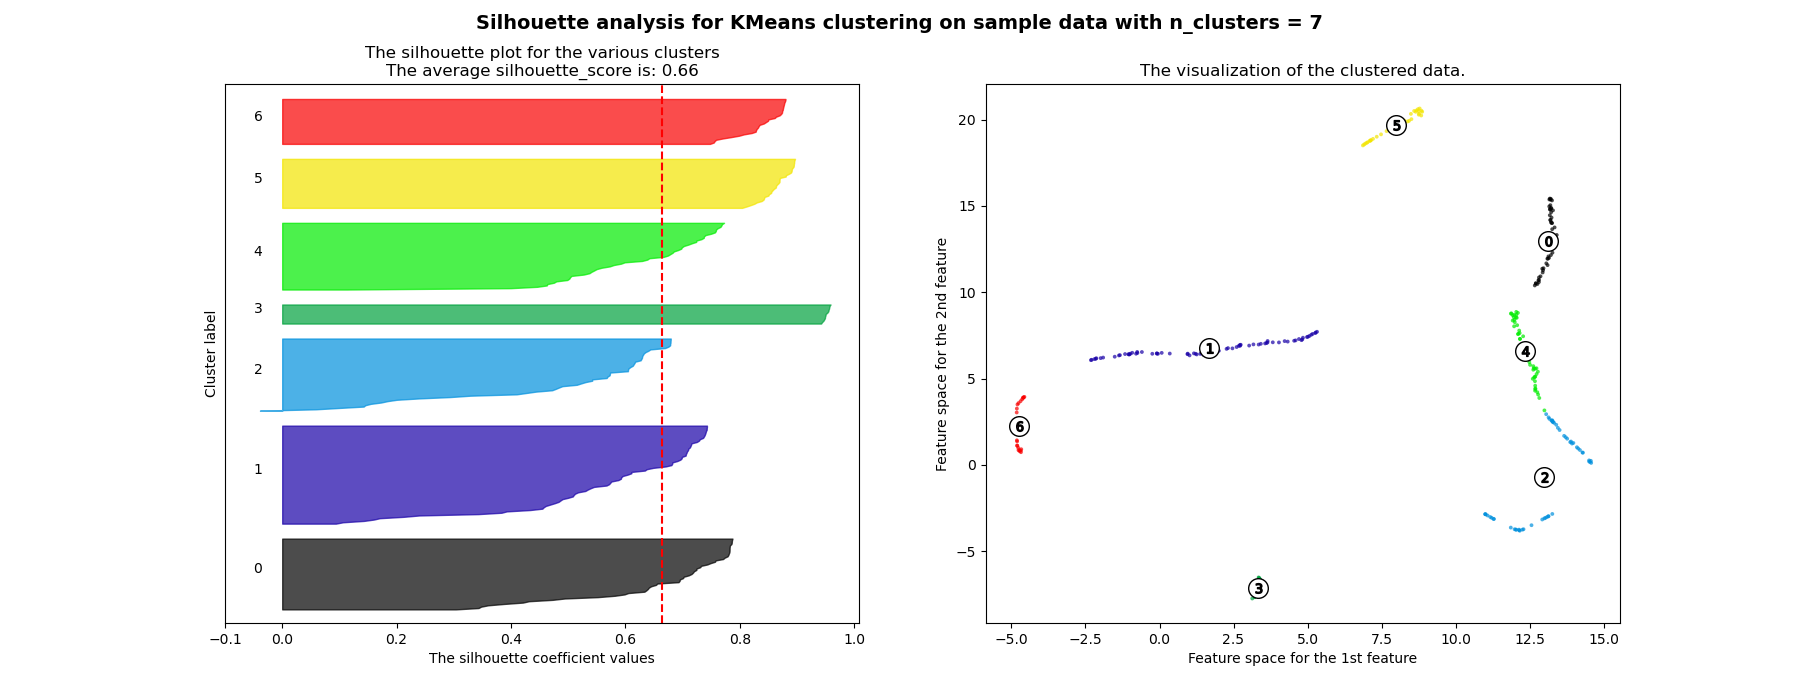 Silhouette analysis for KMeans clustering on sample data with n_clusters = 7
The silhouette plot for the various clusters
The average silhouette_score is: 0.66
6
5
4
3
2
1
0
Cluster label
−0.1 0.0 0.2 0.4 0.6 0.8 1.0
The silhouette coefficient values
The visualization of the clustered data.
20
15
10
5
0
−5
Feature space for the 2nd feature
5
0
1
4
6
2
3
−5.0 −2.5 0.0 2.5 5.0 7.5 10.0 12.5 15.0
Feature space for the 1st feature